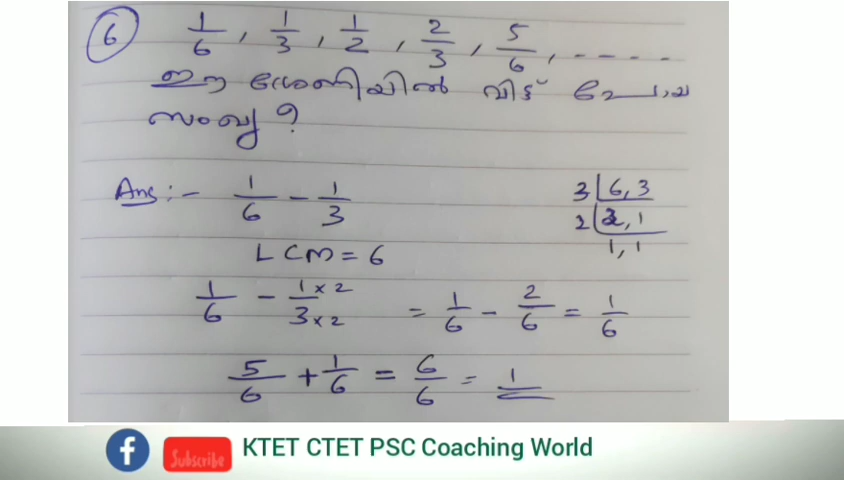 6 1/6, 1/3, 1/2, 2/3, 5/6, - - - -
ഈ ശ്രേണിയിൽ വിട്ട് പോയ
സംഖ്യ ?
Ans :- 1/6 - 1/3
3 | 6, 3
2 | 2, 1
1, 1
LCM = 6
1/6 - 1×2/3×2 = 1/6 - 2/6 = 1/6
5/6 + 1/6 = 6/6 = 1
f Subscribe KTET CTET PSC Coaching World